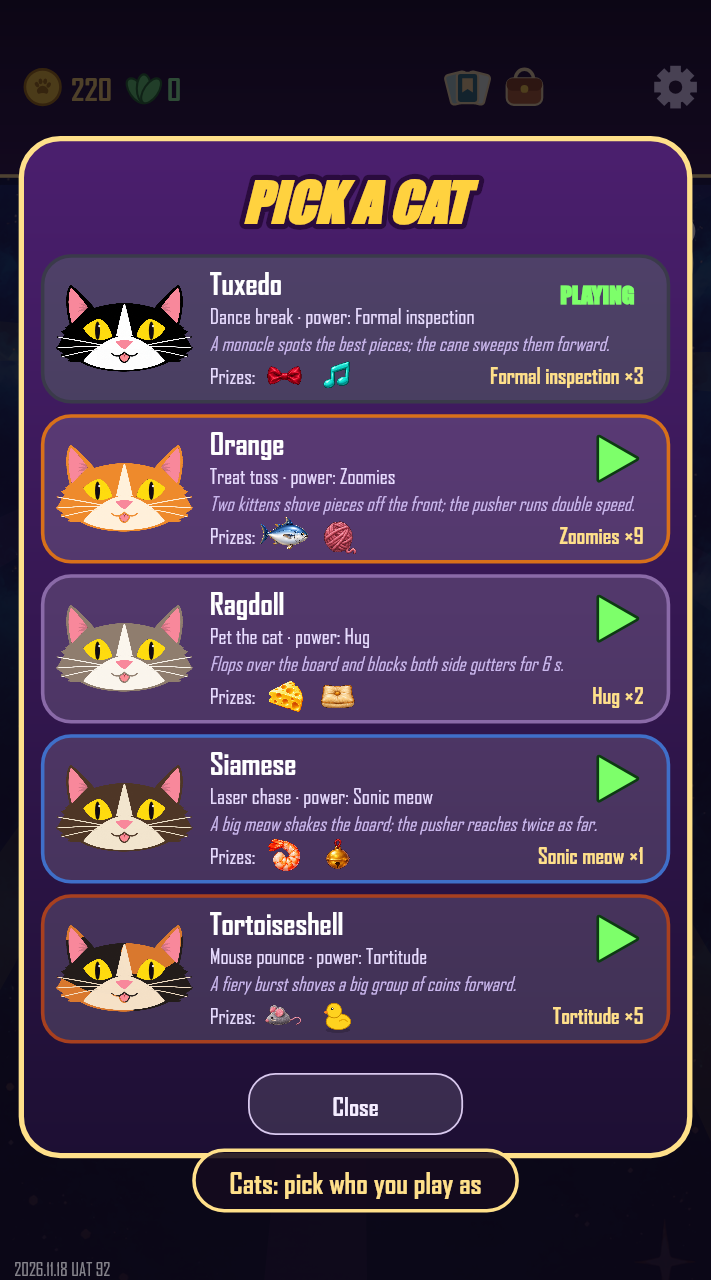 220 0
PICK A CAT
Tuxedo
PLAYING
Dance break · power: Formal inspection
A monocle spots the best pieces; the cane sweeps them forward.
Prizes: Formal inspection ×3
Orange
Treat toss · power: Zoomies
Two kittens shove pieces off the front; the pusher runs double speed.
Prizes: Zoomies ×9
Ragdoll
Pet the cat · power: Hug
Flops over the board and blocks both side gutters for 6 s.
Prizes: Hug ×2
Siamese
Laser chase · power: Sonic meow
A big meow shakes the board; the pusher reaches twice as far.
Prizes: Sonic meow ×1
Tortoiseshell
Mouse pounce · power: Tortitude
A fiery burst shoves a big group of coins forward.
Prizes: Tortitude ×5
Close
Cats: pick who you play as
2026.11.18 UAT 92